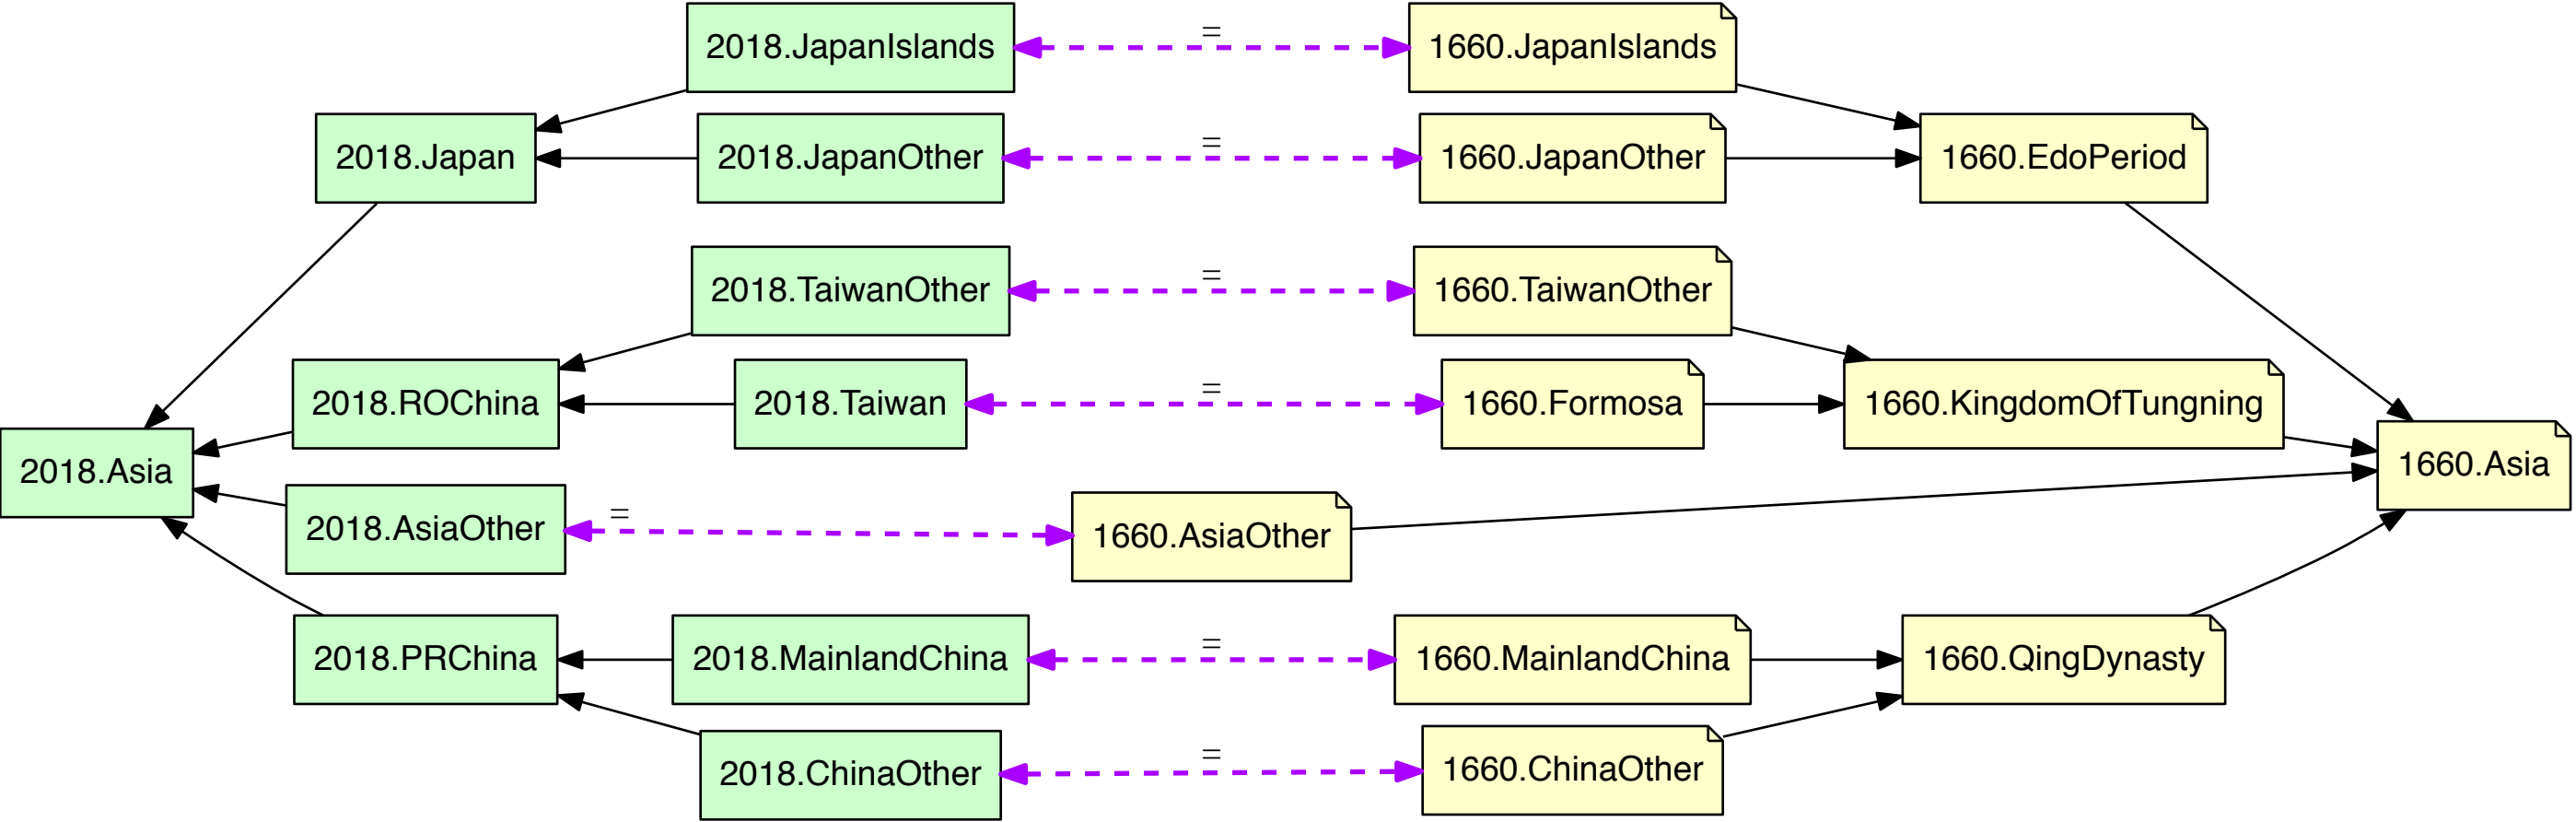 2018.JapanIslands = 1660.JapanIslands
2018.Japan 2018.JapanOther = 1660.JapanOther 1660.EdoPeriod
2018.TaiwanOther = 1660.TaiwanOther
2018.ROChina 2018.Taiwan = 1660.Formosa 1660.KingdomOfTungning
2018.Asia 1660.Asia
2018.AsiaOther = 1660.AsiaOther
2018.PRChina 2018.MainlandChina = 1660.MainlandChina 1660.QingDynasty
2018.ChinaOther = 1660.ChinaOther